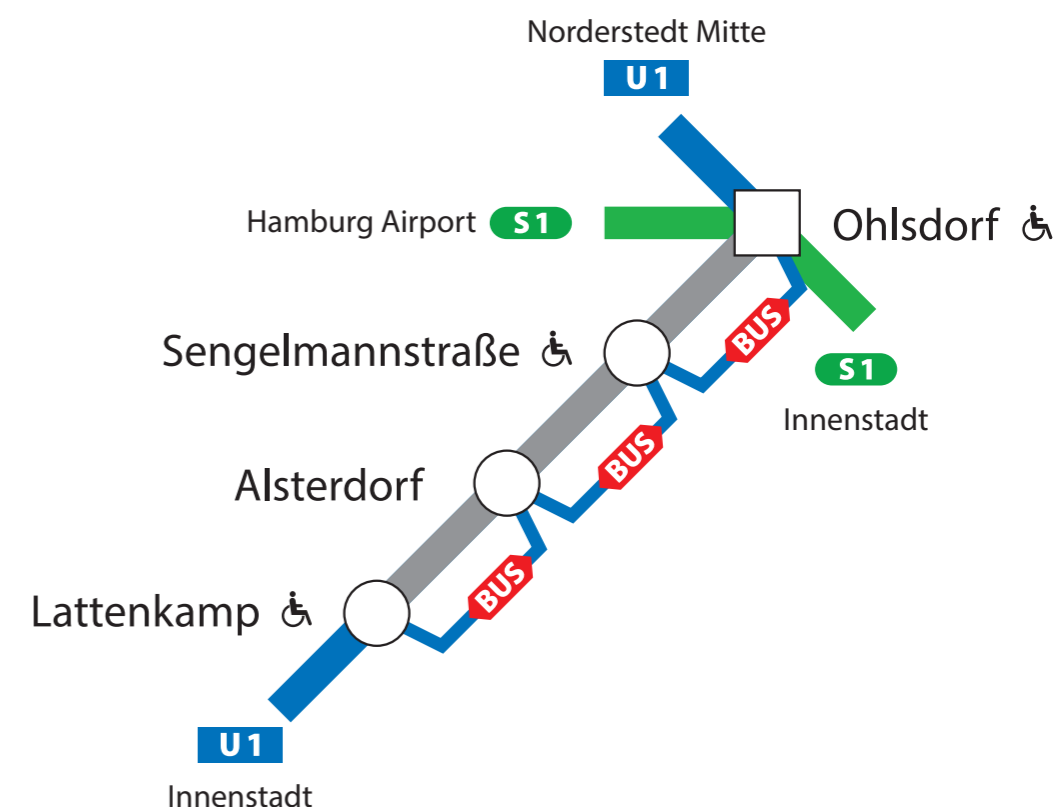 Norderstedt Mitte
U1
Hamburg Airport S1
Ohlsdorf
BUS
Sengelmannstraße
S1
Innenstadt
BUS
Alsterdorf
BUS
Lattenkamp
U1
Innenstadt